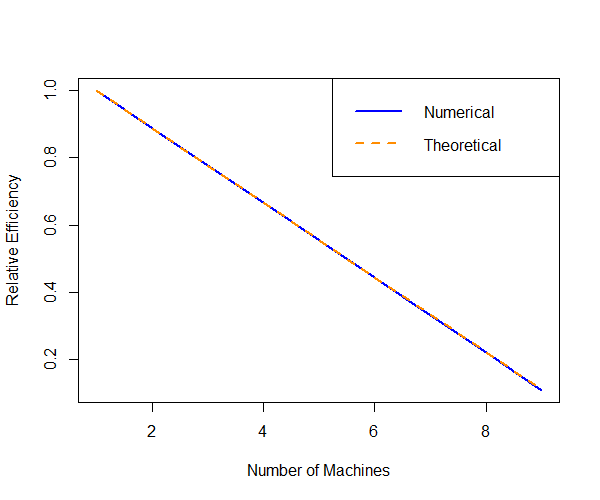 Numerical
Theoretical
Relative Efficiency
1.0
0.8
0.6
0.4
0.2
2 4 6 8
Number of Machines